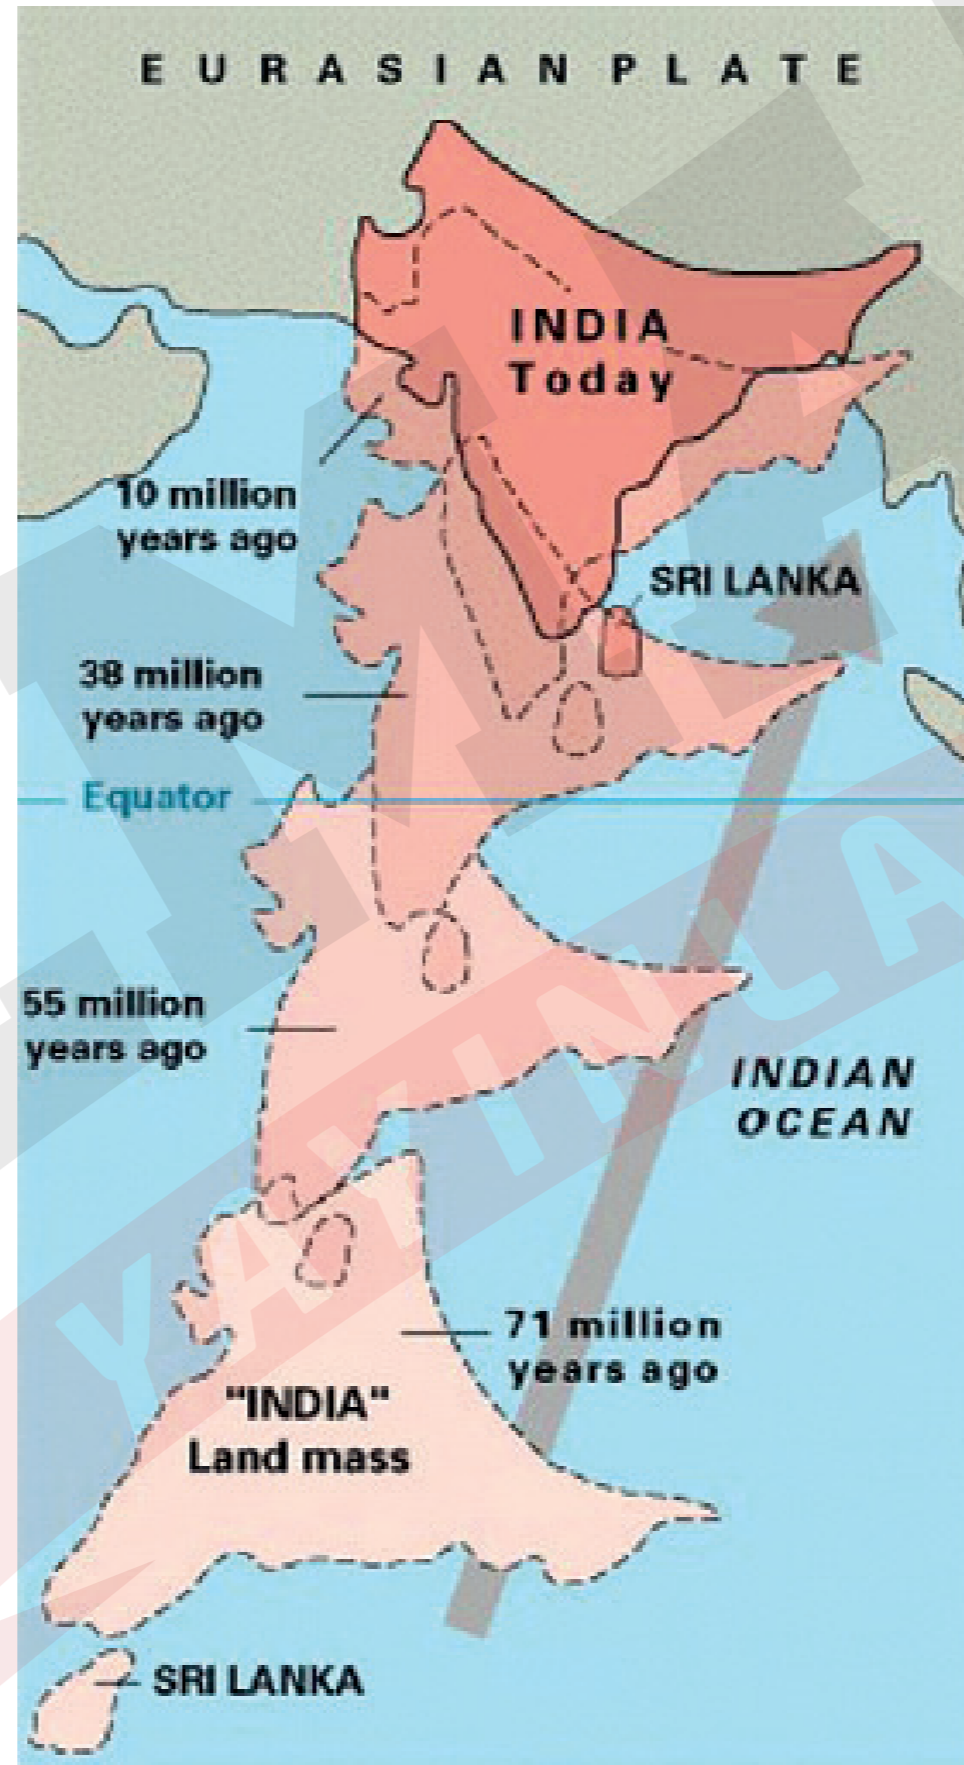 EURASIAN PLATE
INDIA
Today
10 million
years ago
SRI LANKA
38 million
years ago
Equator
55 million
years ago
INDIAN
OCEAN
71 million
years ago
"INDIA"
Land mass
SRI LANKA